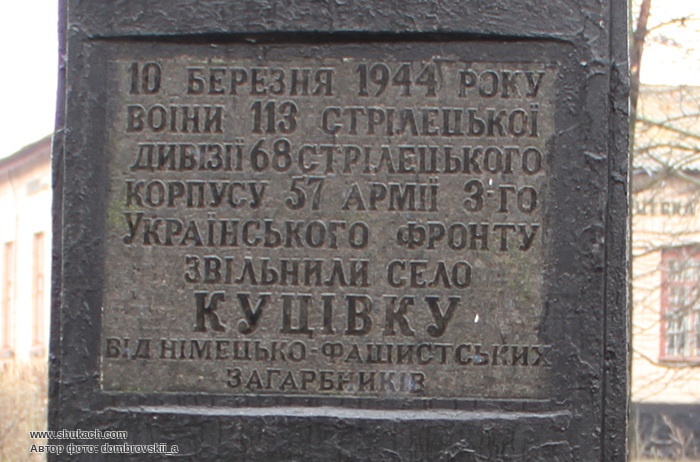 10 БЕРЕЗНЯ 1944 РОКУ
ВОІНИ 113 СТРІЛЕЦЬКОЇ
ДИВІЗІЇ 68 СТРІЛЕЦЬКОГО
КОРПУСУ 57 АРМІЇ 3-ГО
УКРАЇНСЬКОГО ФРОНТУ
ЗВІЛЬНИЛИ СЕЛО
КУЦІВКУ
ВІД НІМЕЦЬКО-ФАШИСТСЬКИХ
ЗАГАРБНИКІВ
www.shukach.com
Автор фото: dombrovskii_a